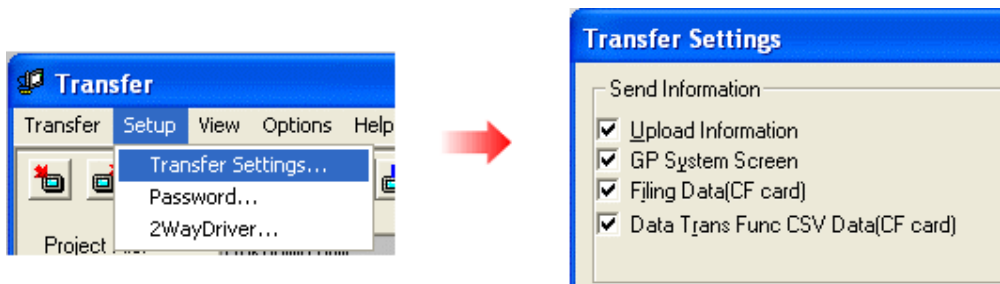 Transfer
Transfer Setup View Options Help
Transfer Settings...
Password...
2WayDriver...
Project
Transfer Settings
Send Information
Upload Information
GP System Screen
Filing Data(CF card)
Data Trans Func CSV Data(CF card)